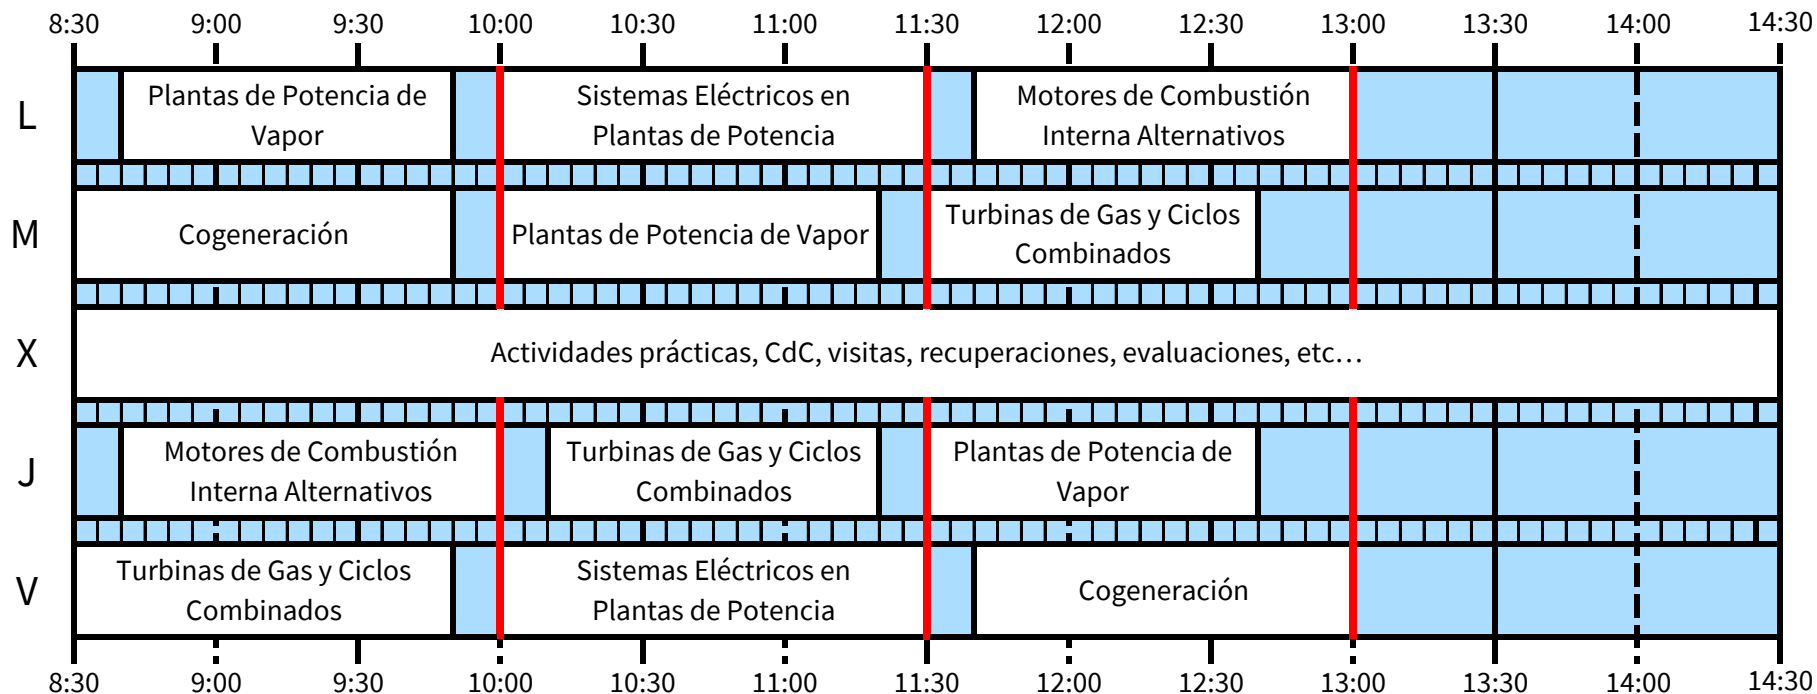 8:30 9:00 9:30 10:00 10:30 11:00 11:30 12:00 12:30 13:00 13:30 14:00 14:30
L
Plantas de Potencia de
Vapor
Sistemas Eléctricos en
Plantas de Potencia
Motores de Combustión
Interna Alternativos
M
Cogeneración
Plantas de Potencia de Vapor
Turbinas de Gas y Ciclos
Combinados
X
Actividades prácticas, CdC, visitas, recuperaciones, evaluaciones, etc…
J
Motores de Combustión
Interna Alternativos
Turbinas de Gas y Ciclos
Combinados
Plantas de Potencia de
Vapor
V
Turbinas de Gas y Ciclos
Combinados
Sistemas Eléctricos en
Plantas de Potencia
Cogeneración
8:30 9:00 9:30 10:00 10:30 11:00 11:30 12:00 12:30 13:00 13:30 14:00 14:30